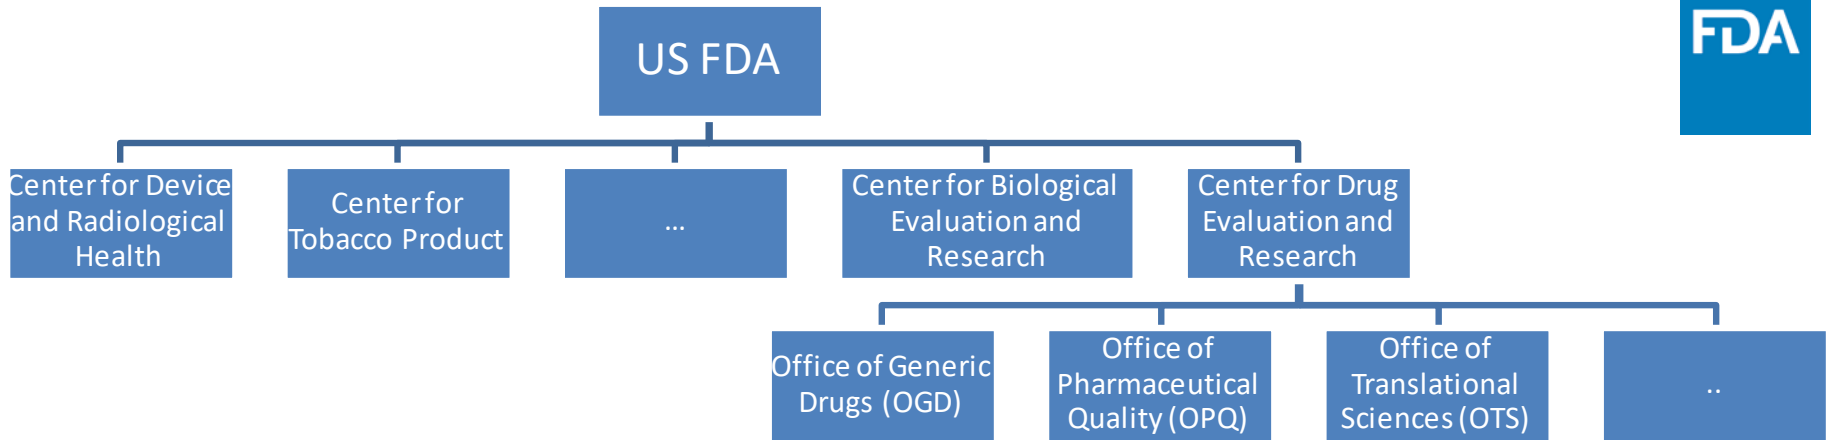 US FDA
FDA
Center for Device
and Radiological
Health
Center for
Tobacco Product
...
Center for Biological
Evaluation and
Research
Center for Drug
Evaluation and
Research
Office of Generic
Drugs (OGD)
Office of
Pharmaceutical
Quality (OPQ)
Office of
Translational
Sciences (OTS)
..